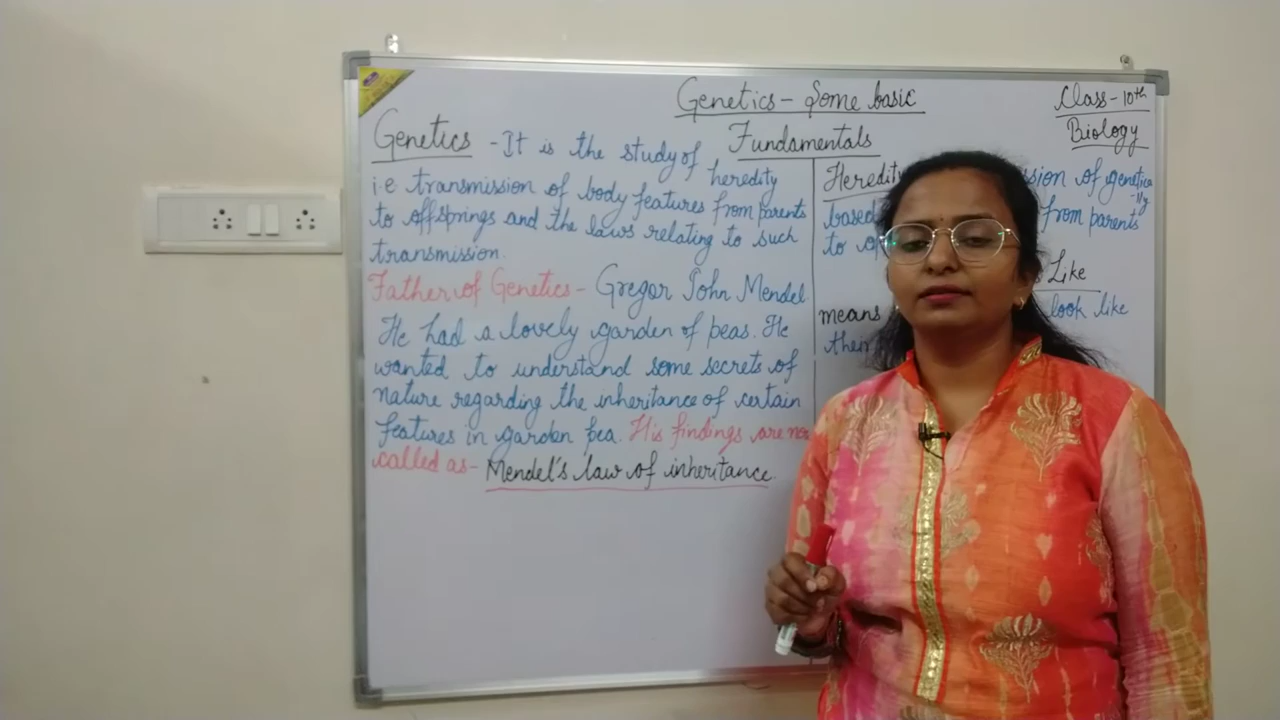 Genetics - Some basic
Fundamentals
Class - 10th
Biology
Genetics - It is the study of heredity
i.e transmission of body features from parents
to offsprings and the laws relating to such
transmission.
Father of Genetics - Gregor John Mendel
He had a lovely garden of peas. He
wanted to understand some secrets of
nature regarding the inheritance of certain
features in garden pea. His findings are
called as - Mendel's law of inheritance.
Heredity of genetica
-lly
based from parents
to
Like
means look like